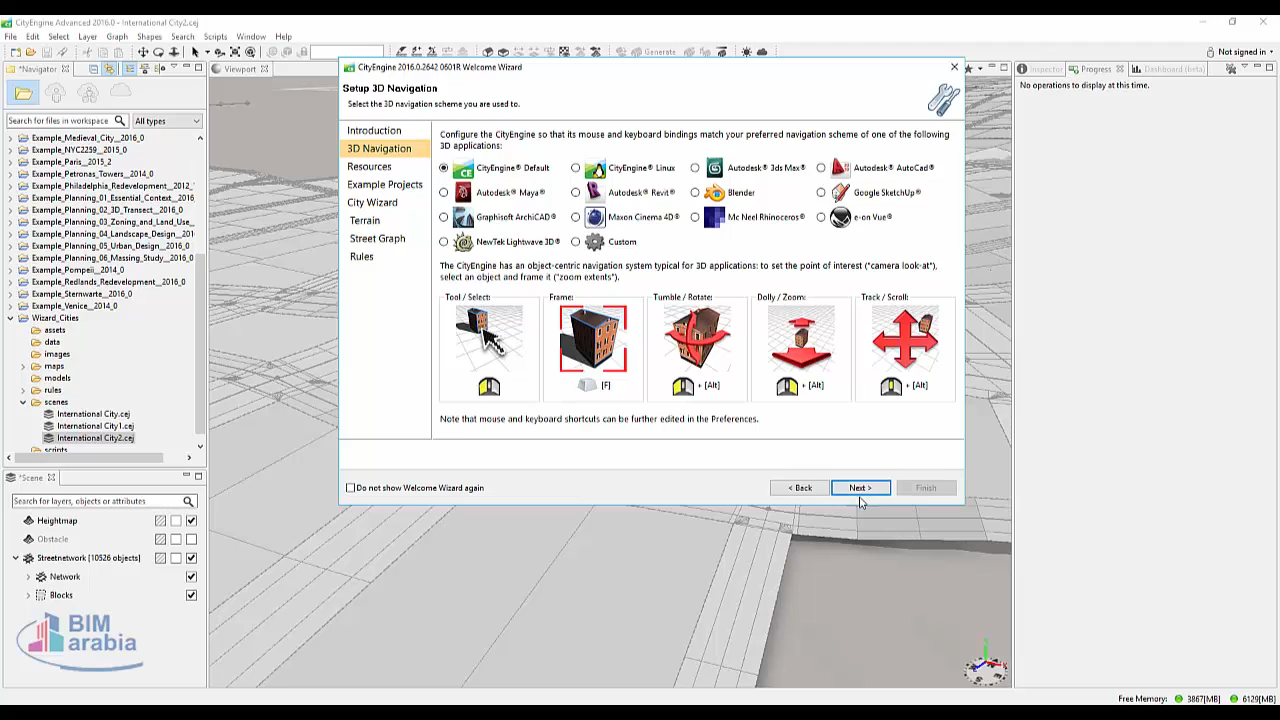 CityEngine Advanced 2016.0 - International City2.cej
File Edit Select Layer Graph Shapes Search Scripts Window Help
Generate
Not signed in
*Navigator
Viewport
Inspector
Progress
Dashboard (beta)
No operations to display at this time.
Search for files in workspace
All types
Example_Medieval_City__2016_0
Example_NYC2259__2015_0
Example_Paris__2015_2
Example_Petronas_Towers__2014_0
Example_Philadelphia_Redevelopment__2012_
Example_Planning_01_Essential_Context__2016
Example_Planning_02_3D_Transect__2016_0
Example_Planning_03_Zoning_and_Land_Use_
Example_Planning_04_Landscape_Design__201
Example_Planning_05_Urban_Design__2016_0
Example_Planning_06_Massing_Study__2016_0
Example_Pompeii__2014_0
Example_Redlands_Redevelopment__2016_0
Example_Sternwarte__2016_0
Example_Venice__2014_0
Wizard_Cities
assets
data
images
maps
models
rules
scenes
International City.cej
International City1.cej
International City2.cej
scripts
*Scene
Search for layers, objects or attributes
Heightmap
Obstacle
Streetnetwork [10526 objects]
Network
Blocks
BIM
arabia
CityEngine 2016.0.2642 0601R Welcome Wizard
Setup 3D Navigation
Select the 3D navigation scheme you are used to.
Introduction
3D Navigation
Resources
Example Projects
City Wizard
Terrain
Street Graph
Rules
Configure the CityEngine so that its mouse and keyboard bindings match your preferred navigation scheme of one of the following
3D applications:
CityEngine® Default
CityEngine® Linux
Autodesk® 3ds Max®
Autodesk® AutoCad®
Autodesk® Maya®
Autodesk® Revit®
Blender
Google SketchUp®
Graphisoft ArchiCAD®
Maxon Cinema 4D®
Mc Neel Rhinoceros®
e-on Vue®
NewTek Lightwave 3D®
Custom
The CityEngine has an object-centric navigation system typical for 3D applications: to set the point of interest ("camera look-at"),
select an object and frame it ("zoom extents").
Tool / Select:
Frame:
Tumble / Rotate:
Dolly / Zoom:
Track / Scroll:
[F]
+ [Alt]
+ [Alt]
+ [Alt]
Note that mouse and keyboard shortcuts can be further edited in the Preferences.
Do not show Welcome Wizard again
< Back
Next >
Finish
Free Memory: 3867[MB] 6129[MB]